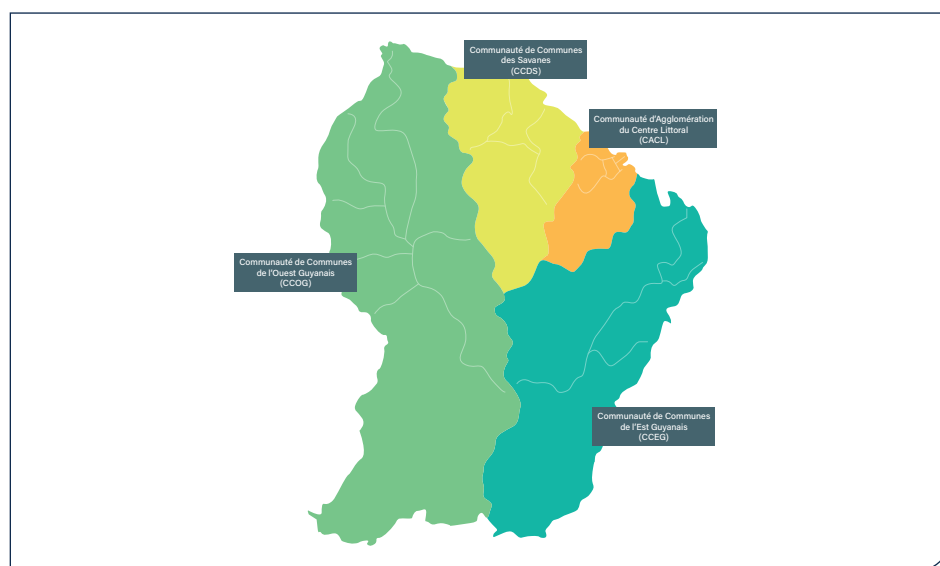 Communauté de Communes
des Savanes
(CCDS)
Communauté d'Agglomération
du Centre Littoral
(CACL)
Communauté de Communes
de l'Ouest Guyanais
(CCOG)
Communauté de Communes
de l'Est Guyanais
(CCEG)